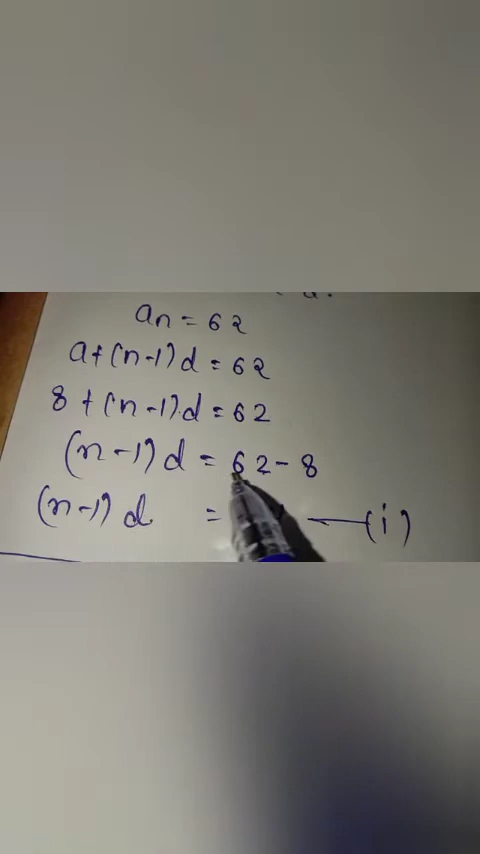 an = 62
a+(n-1)d = 62
8 +(n-1).d = 62
(n-1)d = 62-8
(n-1) d. = —(i)